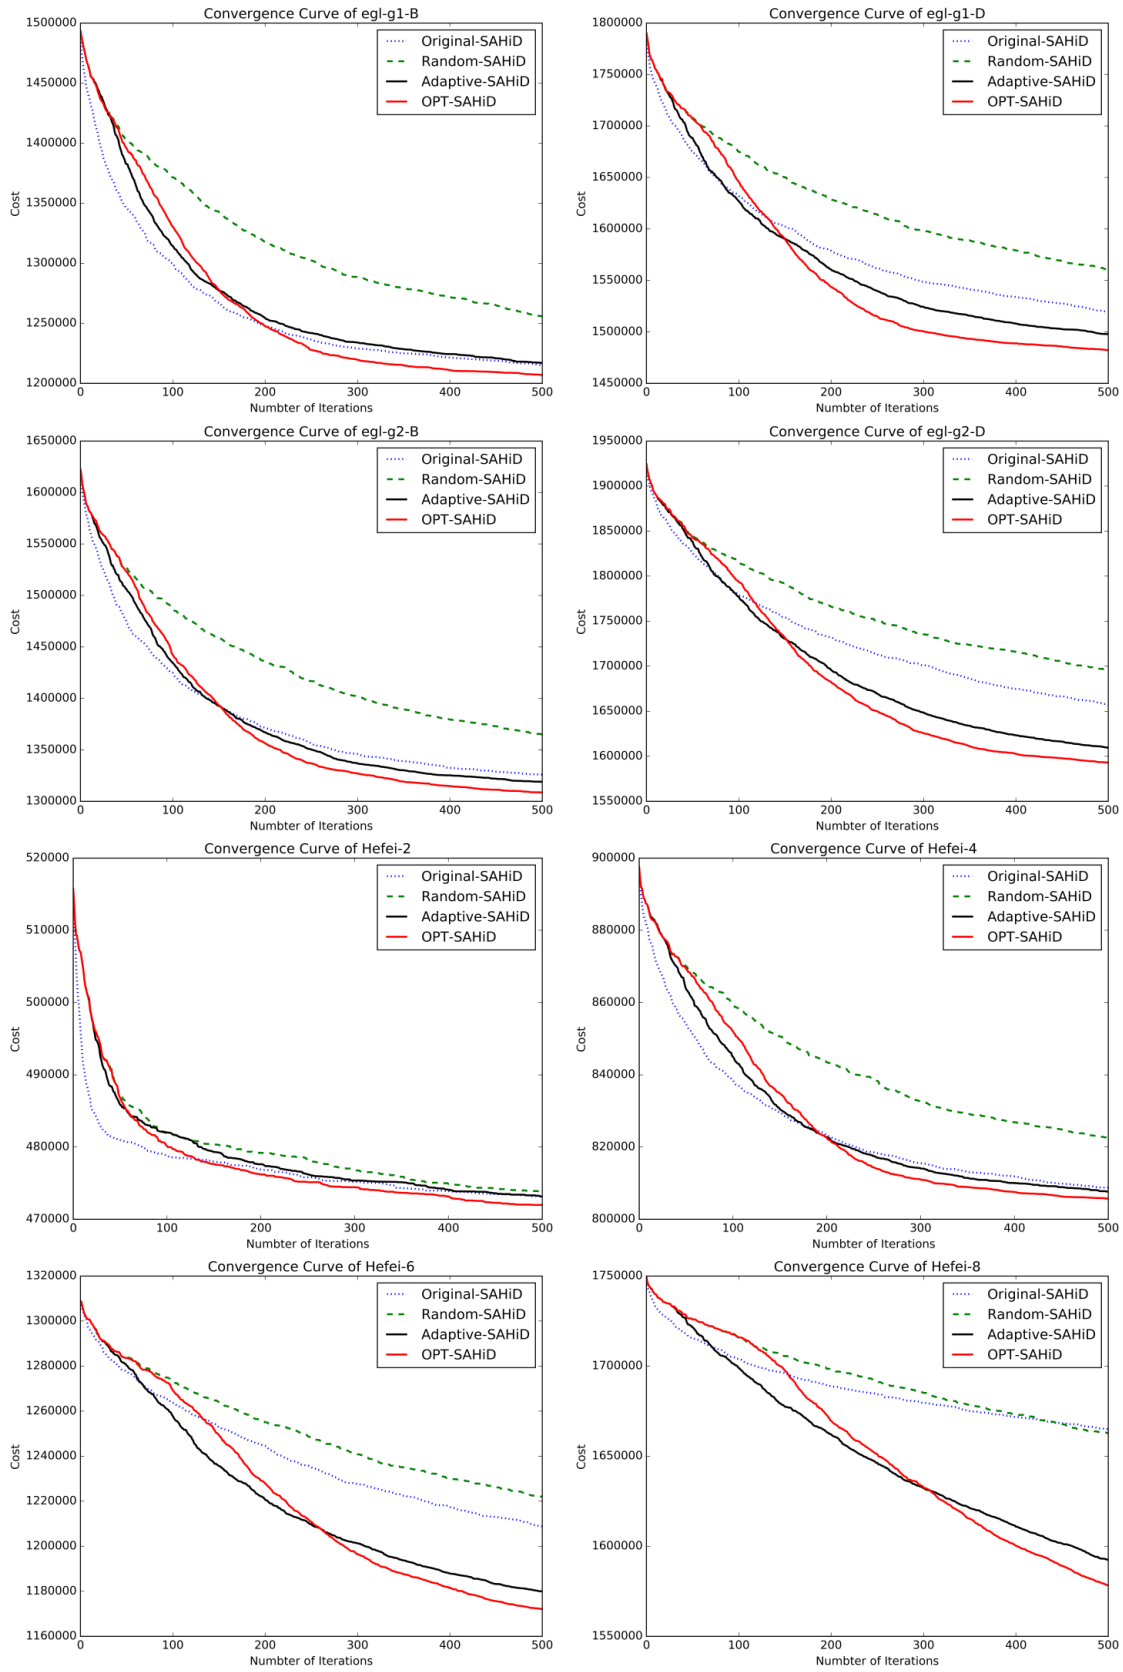 Convergence Curve of egl-g1-B
1500000
1450000
1400000
1350000
1300000
1250000
1200000
Cost
0 100 200 300 400 500
Numbter of Iterations
Original-SAHiD
Random-SAHiD
Adaptive-SAHiD
OPT-SAHiD
Convergence Curve of egl-g1-D
1800000
1750000
1700000
1650000
1600000
1550000
1500000
1450000
Cost
0 100 200 300 400 500
Numbter of Iterations
Original-SAHiD
Random-SAHiD
Adaptive-SAHiD
OPT-SAHiD
Convergence Curve of egl-g2-B
1650000
1600000
1550000
1500000
1450000
1400000
1350000
1300000
Cost
0 100 200 300 400 500
Numbter of Iterations
Original-SAHiD
Random-SAHiD
Adaptive-SAHiD
OPT-SAHiD
Convergence Curve of egl-g2-D
1950000
1900000
1850000
1800000
1750000
1700000
1650000
1600000
1550000
Cost
0 100 200 300 400 500
Numbter of Iterations
Original-SAHiD
Random-SAHiD
Adaptive-SAHiD
OPT-SAHiD
Convergence Curve of Hefei-2
520000
510000
500000
490000
480000
470000
Cost
0 100 200 300 400 500
Numbter of Iterations
Original-SAHiD
Random-SAHiD
Adaptive-SAHiD
OPT-SAHiD
Convergence Curve of Hefei-4
900000
880000
860000
840000
820000
800000
Cost
0 100 200 300 400 500
Numbter of Iterations
Original-SAHiD
Random-SAHiD
Adaptive-SAHiD
OPT-SAHiD
Convergence Curve of Hefei-6
1320000
1300000
1280000
1260000
1240000
1220000
1200000
1180000
1160000
Cost
0 100 200 300 400 500
Numbter of Iterations
Original-SAHiD
Random-SAHiD
Adaptive-SAHiD
OPT-SAHiD
Convergence Curve of Hefei-8
1750000
1700000
1650000
1600000
1550000
Cost
0 100 200 300 400 500
Numbter of Iterations
Original-SAHiD
Random-SAHiD
Adaptive-SAHiD
OPT-SAHiD